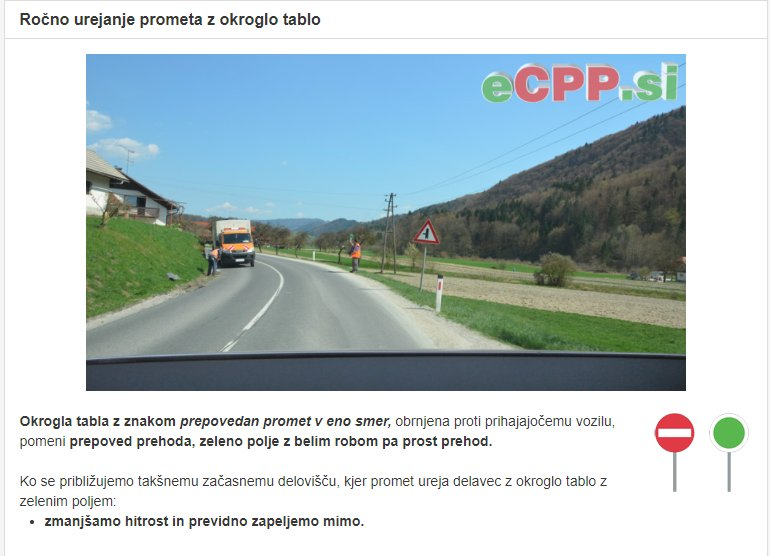 Ročno urejanje prometa z okroglo tablo
eCPP.si
Okrogla tabla z znakom prepovedan promet v eno smer, obrnjena proti prihajajočemu vozilu,
pomeni prepoved prehoda, zeleno polje z belim robom pa prost prehod.
Ko se približujemo takšnemu začasnemu delovišču, kjer promet ureja delavec z okroglo tablo z
zelenim poljem:
• zmanjšamo hitrost in previdno zapeljemo mimo.